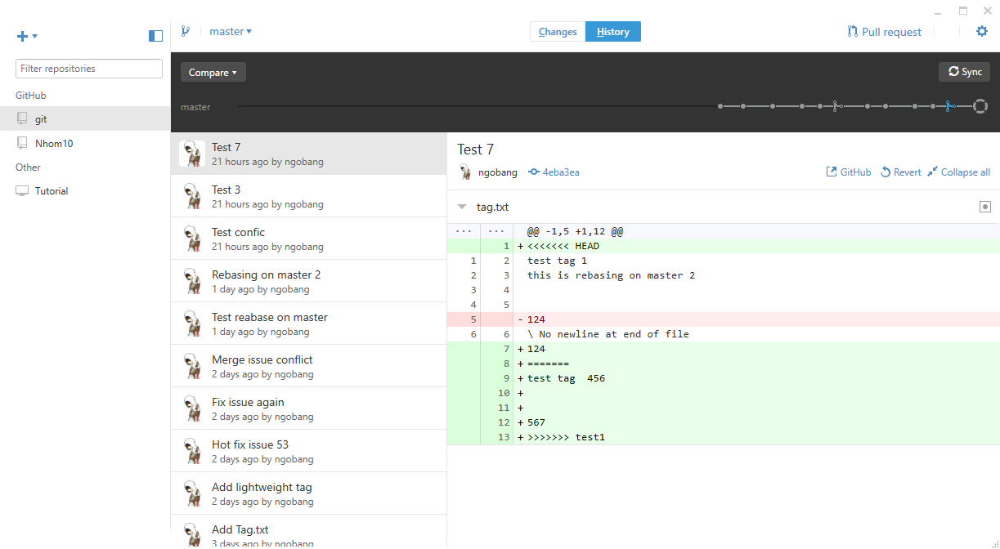 master
Changes
History
Pull request
Filter repositories
GitHub
git
Nhom10
Other
Tutorial
Compare
Sync
master
Test 7
21 hours ago by ngobang
Test 3
21 hours ago by ngobang
Test confic
21 hours ago by ngobang
Rebasing on master 2
1 day ago by ngobang
Test reabase on master
1 day ago by ngobang
Merge issue conflict
2 days ago by ngobang
Fix issue again
2 days ago by ngobang
Hot fix issue 53
2 days ago by ngobang
Add lightweight tag
2 days ago by ngobang
Add Tag.txt
3 days ago by ngobang
Test 7
ngobang 4eba3ea GitHub Revert Collapse all
tag.txt
... ... @@ -1,5 +1,12 @@
1 + <<<<<<< HEAD
1 2 test tag 1
2 3 this is rebasing on master 2
3 4
4 5
5 - 124
6 6 \ No newline at end of file
7 + 124
8 + =======
9 + test tag  456
10 +
11 +
12 + 567
13 + >>>>>>> test1